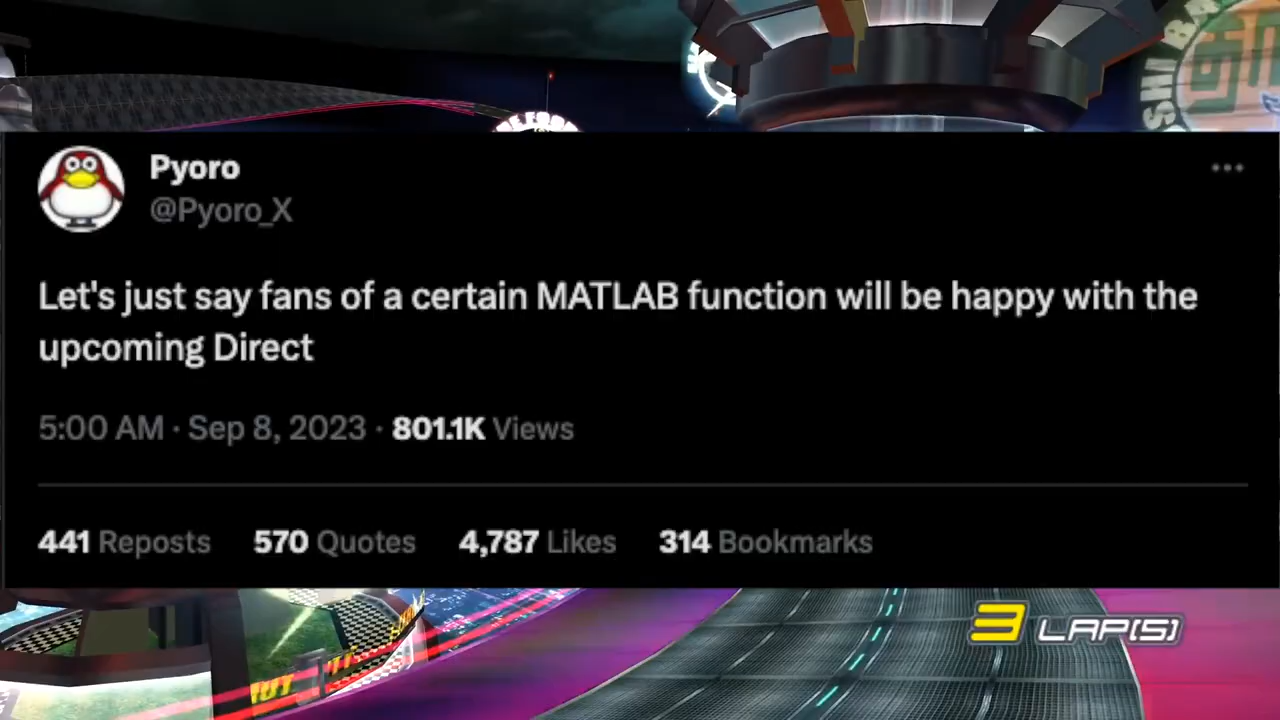 Pyoro
@Pyoro_X
Let's just say fans of a certain MATLAB function will be happy with the
upcoming Direct
5:00 AM · Sep 8, 2023 · 801.1K Views
441 Reposts 570 Quotes 4,787 Likes 314 Bookmarks
3 LAP(S)